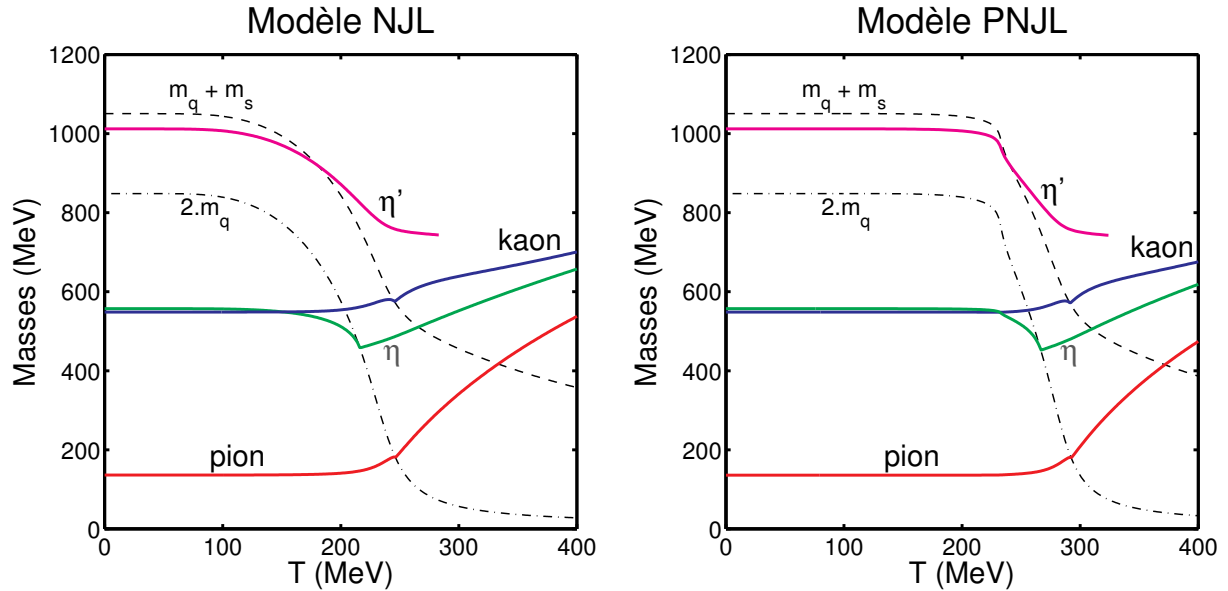 Modèle NJL
1200
1000
800
600
400
200
0
0
100
200
300
400
Masses (MeV)
T (MeV)
m_q + m_s
2.m_q
η’
kaon
η
pion
Modèle PNJL
1200
1000
800
600
400
200
0
0
100
200
300
400
Masses (MeV)
T (MeV)
m_q + m_s
2.m_q
η’
kaon
η
pion